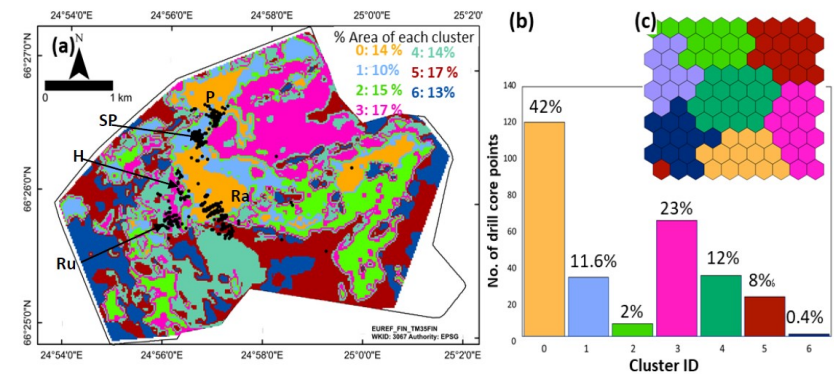 24°54'0"E 24°56'0"E 24°58'0"E 25°0'0"E 25°2'0"
(a)
N
0 1 km
% Area of each cluster
0: 14 % 4: 14%
1: 10% 5: 17 %
2: 15 % 6: 13%
3: 17 %
P
SP
H
Ra
Ru
66°27'0"N
66°26'0"N
66°25'0"N
EUREF_FIN_TM35FIN
WKID: 3067 Authority: EPSG
24°54'0"E 24°56'0"E 24°58'0"E 25°0'0"E 25°2'0"E
(b)
(c)
No. of drill core points
140
120
100
80
60
40
20
0
42%
11.6%
2%
23%
12%
8%
0.4%
0 1 2 3 4 5 6
Cluster ID